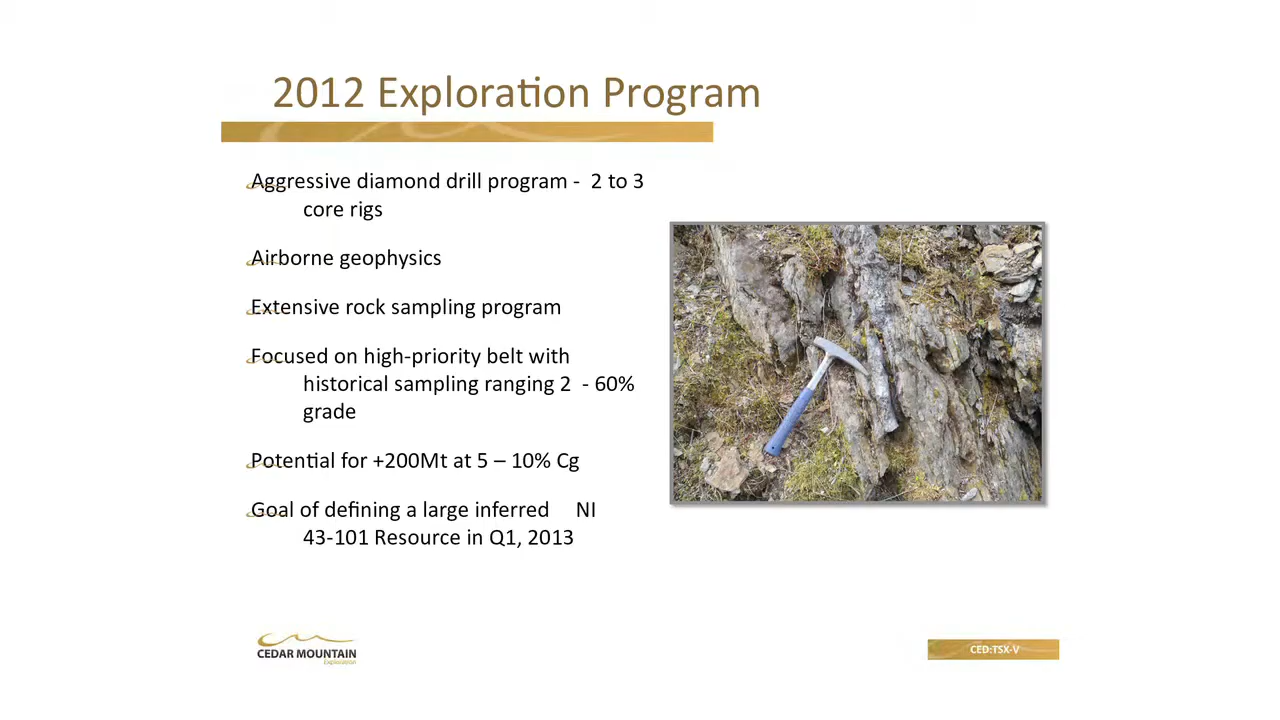 2012 Exploration Program
Aggressive diamond drill program - 2 to 3
core rigs
Airborne geophysics
Extensive rock sampling program
Focused on high-priority belt with
historical sampling ranging 2 - 60%
grade
Potential for +200Mt at 5 – 10% Cg
Goal of defining a large inferred NI
43-101 Resource in Q1, 2013
CEDAR MOUNTAIN
Exploration
CED:TSX-V